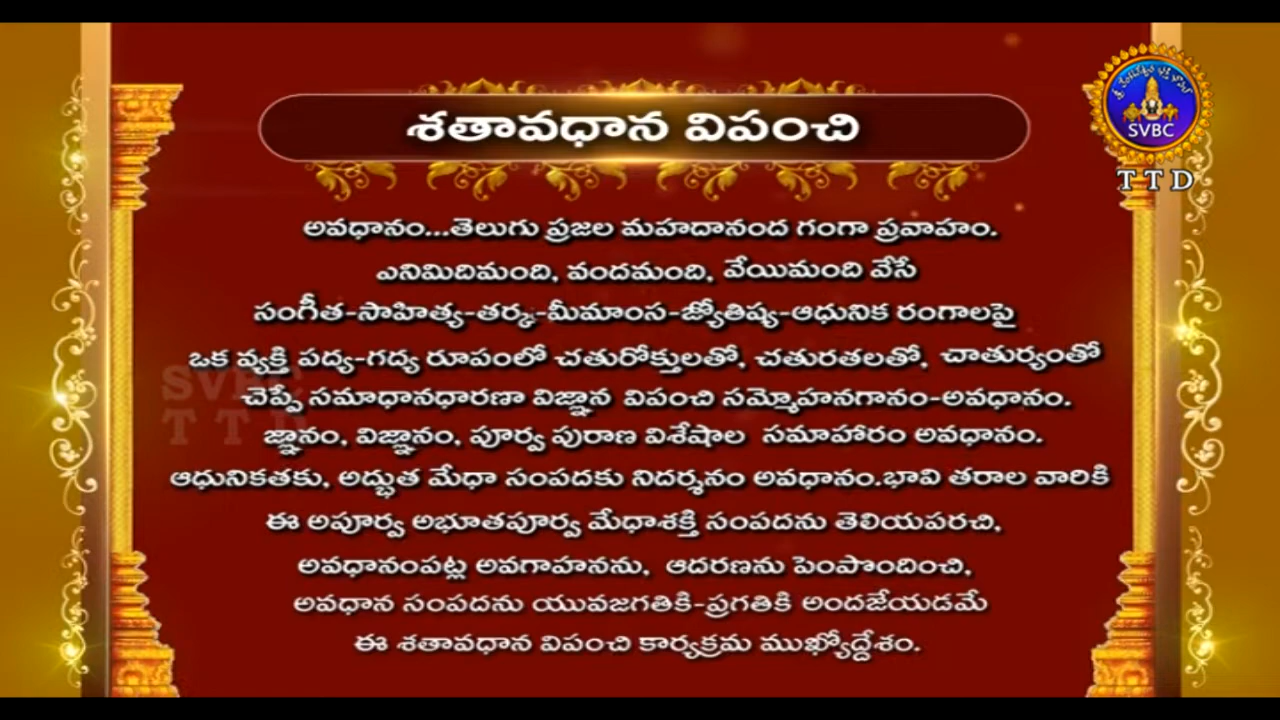 శతావధాన విపంచి
SVBC
T T D
అవధానం...తెలుగు ప్రజల మహదానంద గంగా ప్రవాహం.
ఎనిమిదిమంది, వందమంది, వేయిమంది వేసే
సంగీత-సాహిత్య-తర్క-మీమాంస-జ్యోతిష్య-ఆధునిక రంగాలపై
ఒక వ్యక్తి పద్య-గద్య రూపంలో చతురోక్తులతో, చతురతలతో, చాతుర్యంతో
చెప్పే సమాధానధారణా విజ్ఞాన విపంచి సమ్మోహనగానం-అవధానం.
జ్ఞానం, విజ్ఞానం, పూర్వ పురాణ విశేషాల సమాహారం అవధానం.
ఆధునికతకు, అద్భుత మేధా సంపదకు నిదర్శనం అవధానం.భావి తరాల వారికి
ఈ అపూర్వ అభూతపూర్వ మేధాశక్తి సంపదను తెలియపరచి,
అవధానంపట్ల అవగాహనను, ఆదరణను పెంపొందించి,
అవధాన సంపదను యువజగతికి-ప్రగతికి అందజేయడమే
ఈ శతావధాన విపంచి కార్యక్రమ ముఖ్యోద్దేశం.
SVBC
T T D